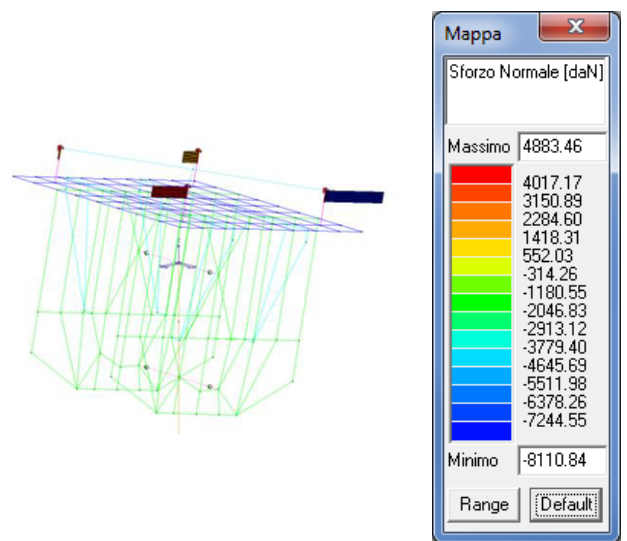 Mappa
Sforzo Normale [daN]
Massimo 4883.46
4017.17
3150.89
2284.60
1418.31
552.03
-314.26
-1180.55
-2046.83
-2913.12
-3779.40
-4645.69
-5511.98
-6378.26
-7244.55
Minimo -8110.84
Range Default